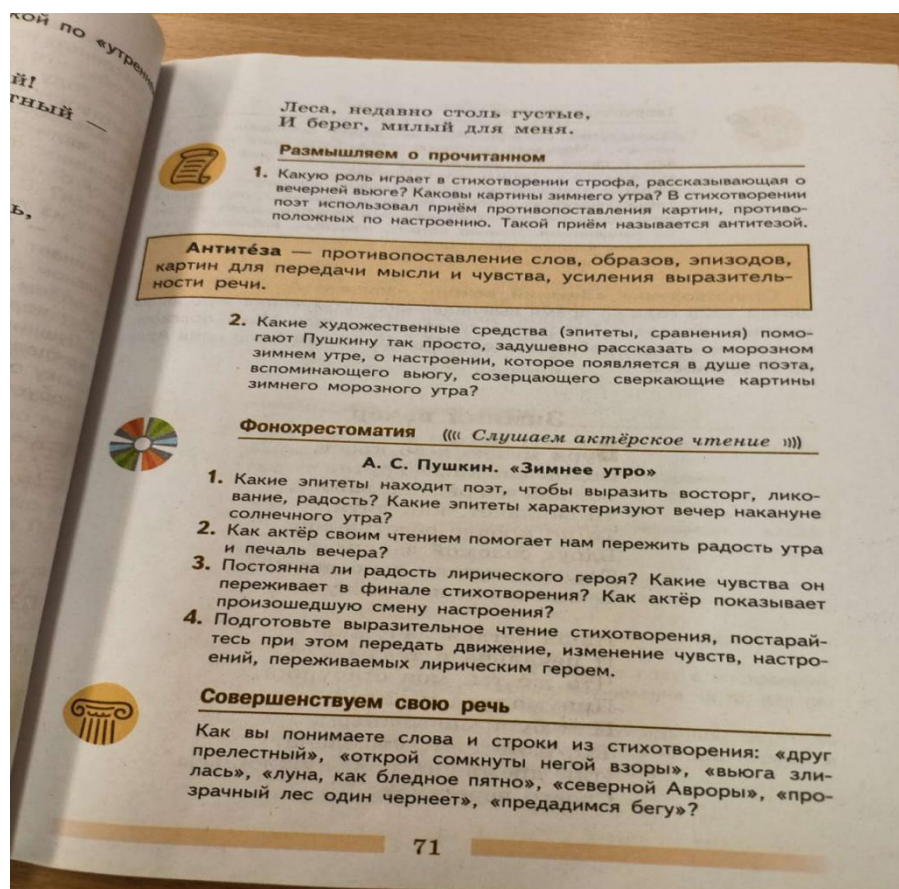 кой по «утренн
й!
тный —
ь,
Леса, недавно столь густые,
И берег, милый для меня.
Размышляем о прочитанном
1. Какую роль играет в стихотворении строфа, рассказывающая о
вечерней вьюге? Каковы картины зимнего утра? В стихотворении
поэт использовал приём противопоставления картин, противо-
положных по настроению. Такой приём называется антитезой.
Антите́за — противопоставление слов, образов, эпизодов,
картин для передачи мысли и чувства, усиления выразитель-
ности речи.
2. Какие художественные средства (эпитеты, сравнения) помо-
гают Пушкину так просто, задушевно рассказать о морозном
зимнем утре, о настроении, которое появляется в душе поэта,
вспоминающего вьюгу, созерцающего сверкающие картины
зимнего морозного утра?
Фонохрестоматия ((((Слушаем актёрское чтение))))
А. С. Пушкин. «Зимнее утро»
1. Какие эпитеты находит поэт, чтобы выразить восторг, лико-
вание, радость? Какие эпитеты характеризуют вечер накануне
солнечного утра?
2. Как актёр своим чтением помогает нам пережить радость утра
и печаль вечера?
3. Постоянна ли радость лирического героя? Какие чувства он
переживает в финале стихотворения? Как актёр показывает
произошедшую смену настроения?
4. Подготовьте выразительное чтение стихотворения, постарай-
тесь при этом передать движение, изменение чувств, настро-
ений, переживаемых лирическим героем.
Совершенствуем свою речь
Как вы понимаете слова и строки из стихотворения: «друг
прелестный», «открой сомкнуты негой взоры», «вьюга зли-
лась», «луна, как бледное пятно», «северной Авроры», «про-
зрачный лес один чернеет», «предадимся бегу»?
71